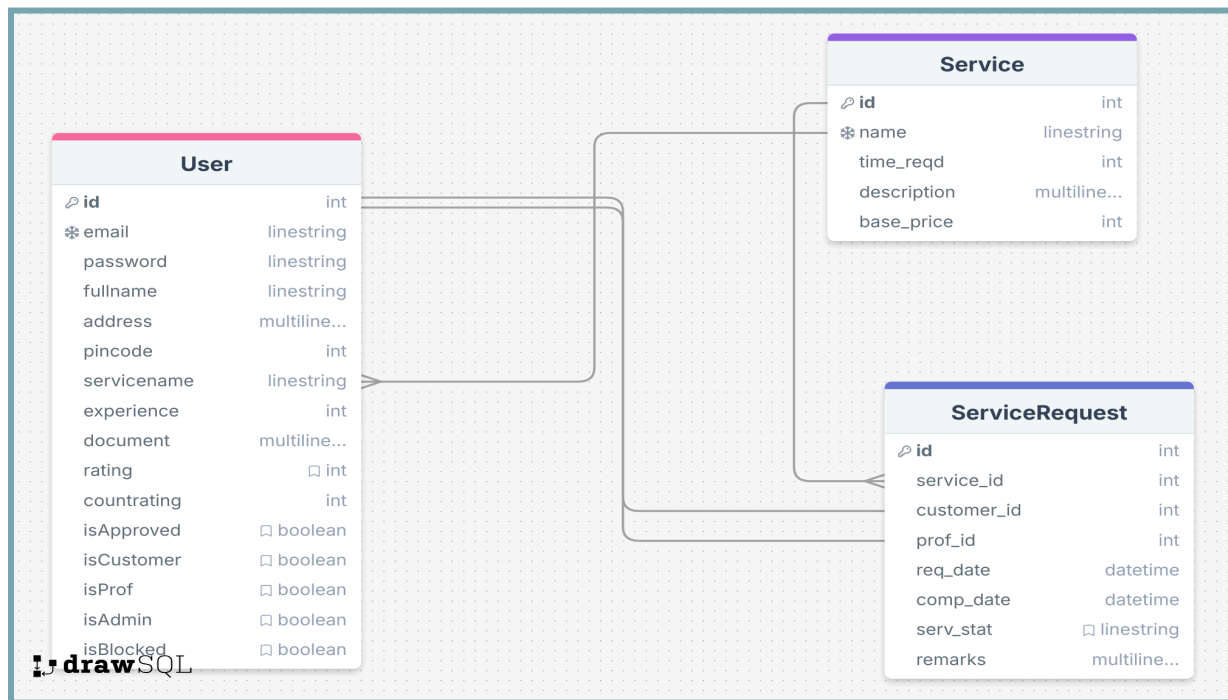 Service
id int
name linestring
time_reqd int
description multiline...
base_price int
User
id int
email linestring
password linestring
fullname linestring
address multiline...
pincode int
servicename linestring
experience int
document multiline...
rating int
countrating int
isApproved boolean
isCustomer boolean
isProf boolean
isAdmin boolean
isBlocked boolean
ServiceRequest
id int
service_id int
customer_id int
prof_id int
req_date datetime
comp_date datetime
serv_stat linestring
remarks multiline...
drawSQL